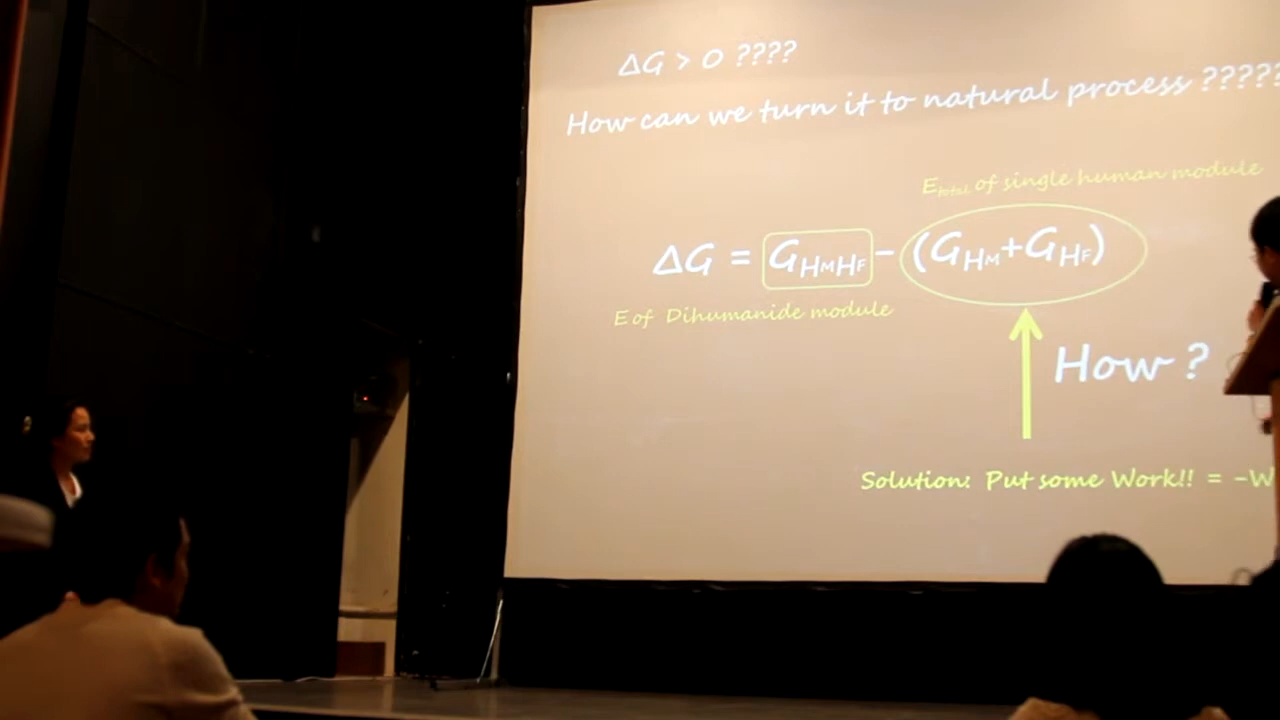 ΔG > 0 ????
How can we turn it to natural process ?????
Etotal of single human module
ΔG = GHMHF - (GHM+GHF)
E of Dihumanide module
How ?
Solution: Put some Work!! = -W